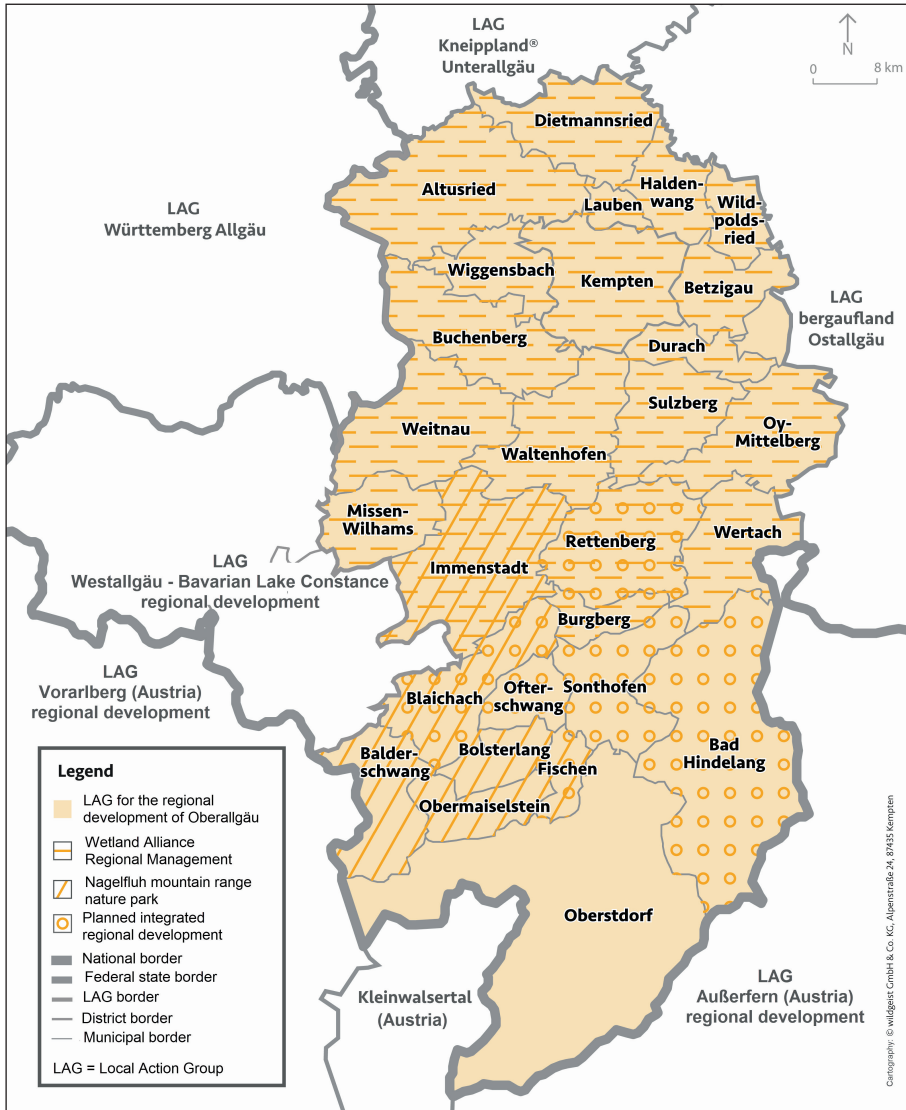 LAG
Kneippland®
Unterallgäu
N
0 8 km
Dietmannsried
Altusried
Halden-
wang
Lauben
Wild-
polds-
ried
LAG
Württemberg Allgäu
Wiggensbach
Kempten
Betzigau
LAG
bergaufland
Ostallgäu
Buchenberg
Durach
Sulzberg
Weitnau
Oy-
Mittelberg
Waltenhofen
Missen-
Wilhams
Rettenberg
Wertach
Immenstadt
LAG
Westallgäu - Bavarian Lake Constance
regional development
Burgberg
LAG
Vorarlberg (Austria)
regional development
Blaichach
Ofter-
schwang
Sonthofen
Balder-
schwang
Bolsterlang
Fischen
Bad
Hindelang
Obermaiselstein
Oberstdorf
Kleinwalsertal
(Austria)
LAG
Außerfern (Austria)
regional development
Legend
LAG for the regional
development of Oberallgäu
Wetland Alliance
Regional Management
Nagelfluh mountain range
nature park
Planned integrated
regional development
National border
Federal state border
LAG border
District border
Municipal border
LAG = Local Action Group
Cartography: © wildgeist GmbH & Co. KG, Alpenstraße 24, 87435 Kempten